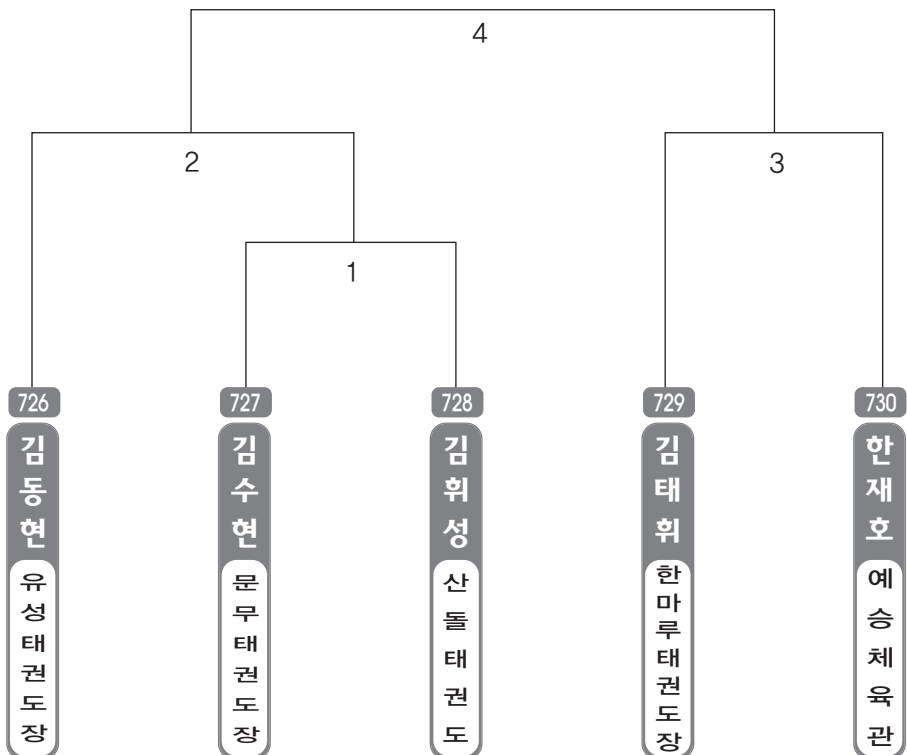 4
2
3
1
726
727
728
729
730
김동현
김수현
김휘성
김태휘
한재호
유성태권도장
문무태권도장
산돌태권도
한마루태권도장
예승체육관